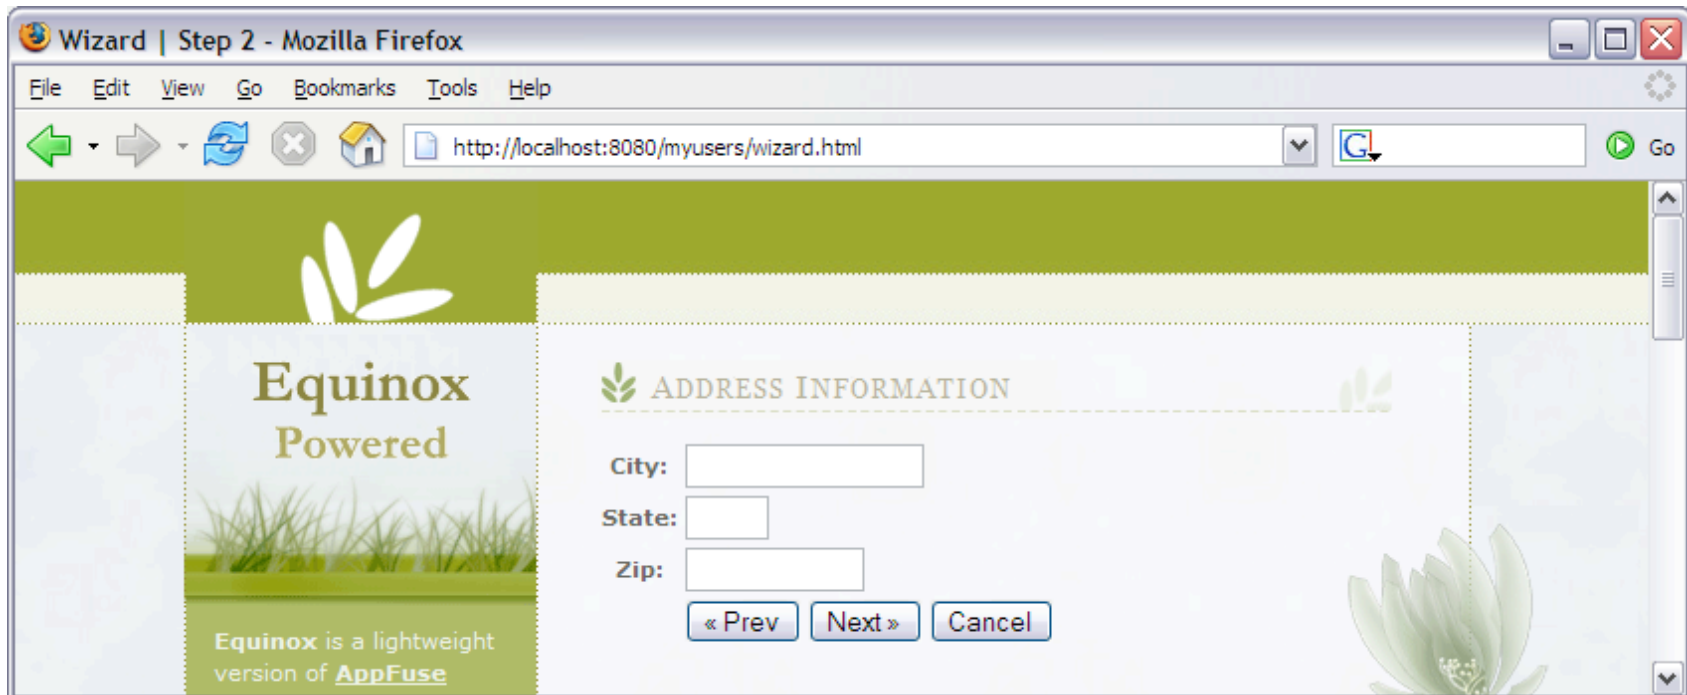 Wizard | Step 2 - Mozilla Firefox
File Edit View Go Bookmarks Tools Help
http://localhost:8080/myusers/wizard.html
G
Go
Equinox
Powered
ADDRESS INFORMATION
City:
State:
Zip:
« Prev Next » Cancel
Equinox is a lightweight
version of AppFuse